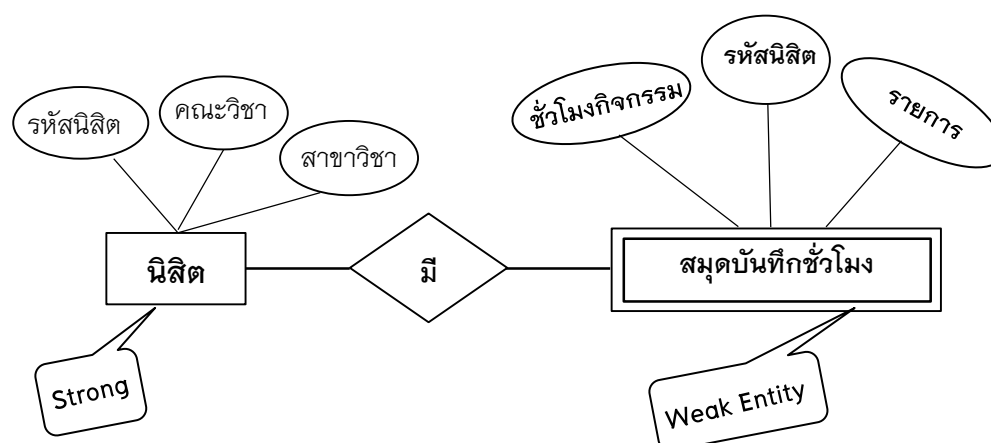 รหัสนิสิต
คณะวิชา
สาขาวิชา
ชั่วโมงกิจกรรม
รหัสนิสิต
รายการ
นิสิต
มี
สมุดบันทึกชั่วโมง
Strong
Weak Entity